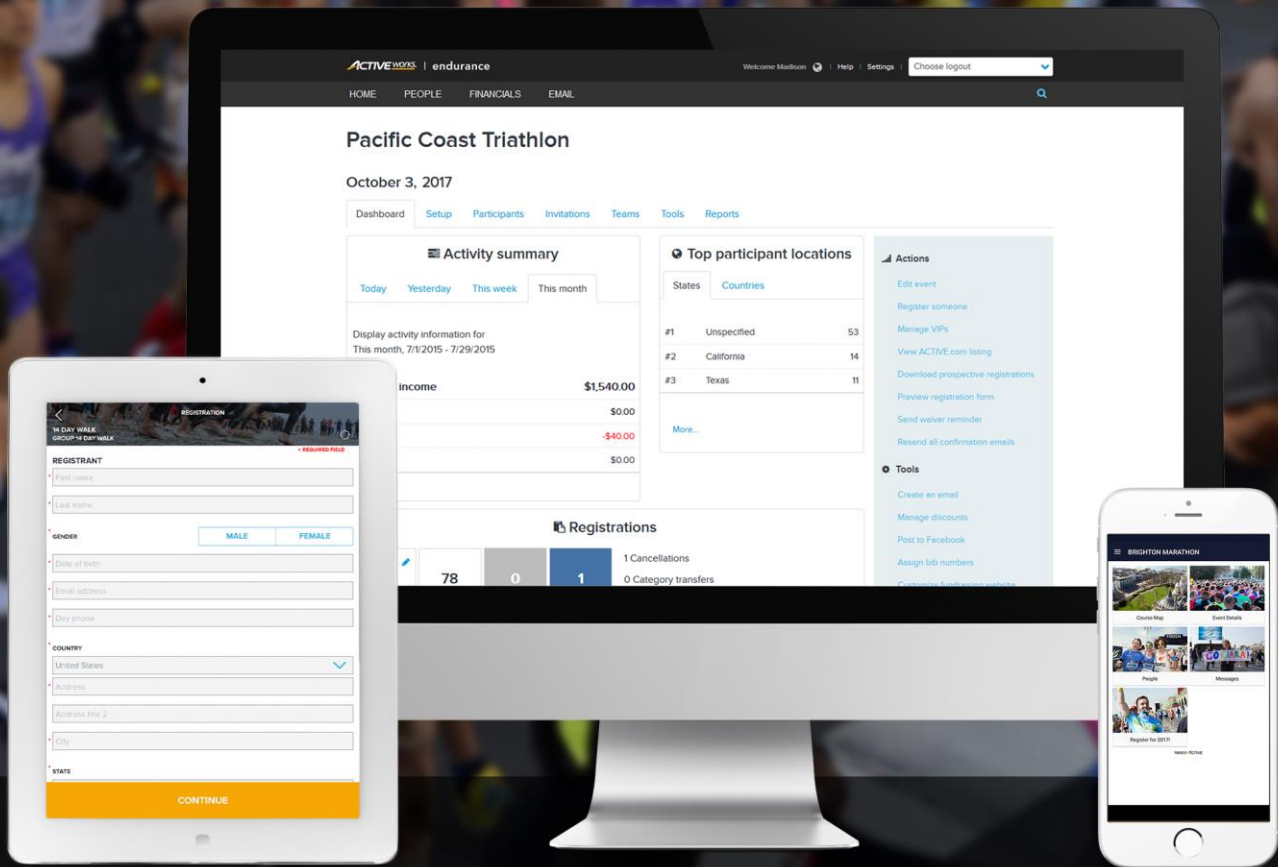 ACTIVEworks | endurance
Welcome Madison | Help | Settings | Choose logout
HOME PEOPLE FINANCIALS EMAIL
Pacific Coast Triathlon
October 3, 2017
Dashboard Setup Participants Invitations Teams Tools Reports
Activity summary
Today Yesterday This week This month
Display activity information for
This month, 7/1/2015 - 7/29/2015
income $1,540.00
$0.00
-$40.00
$0.00
Top participant locations
States Countries
#1 Unspecified 53
#2 California 14
#3 Texas 11
More...
Actions
Edit event
Register someone
Manage VIPs
View ACTIVE.com listing
Download prospective registrations
Preview registration form
Send waiver reminder
Resend all confirmation emails
Tools
Create an email
Manage discounts
Post to Facebook
Assign bib numbers
Customize fundraising website
Registrations
78 0 1
1 Cancellations
0 Category transfers
REGISTRATION
14 DAY WALK
GROUP 14 DAY WALK
* REQUIRED FIELD
REGISTRANT
* First name
* Last name
* GENDER MALE FEMALE
* Date of birth
* Email address
* Day phone
* COUNTRY
United States
* Address
Address line 2
* City
* STATE
CONTINUE
BRIGHTON MARATHON
Course Map Event Details
FINISH
GO CIARA!
People Messages
Register for 2017!